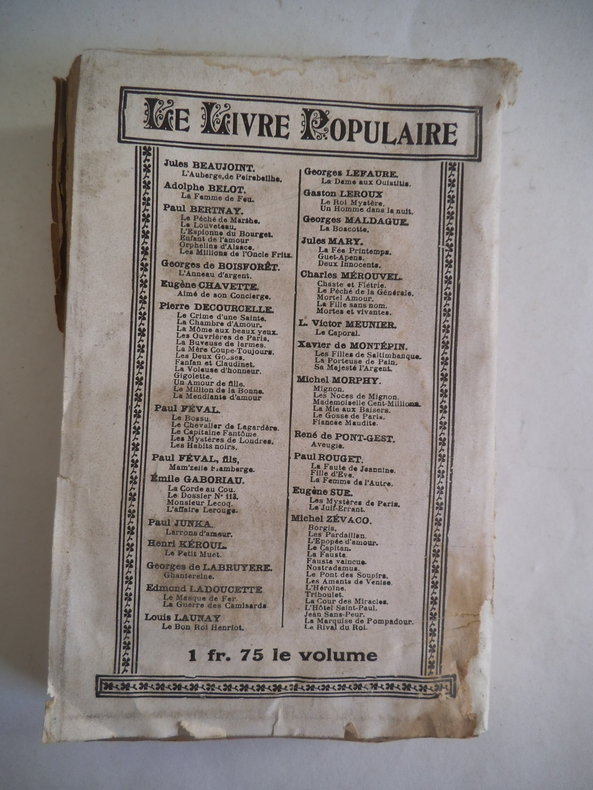 LE LIVRE POPULAIRE
Jules BEAUJOINT.
L'Auberge de Peirebeilhe.
Adolphe BELOT.
La Femme de Feu.
Paul BERTNAY.
Le Péché de Marthe.
Le Louveteau.
L'Espionne du Bourget.
Enfant de l'amour
Orpheline d'Alsace.
Les Millions de l'Oncle Fritz.
Georges de BOISFORÊT.
L'Anneau d'argent.
Eugène CHAVETTE.
Aimé de son Concierge.
Pierre DECOURCELLE.
Le Crime d'une Sainte.
La Chambre d'Amour.
La Môme aux beaux yeux.
Les Ouvrières de Paris.
La Buveuse de larmes.
La Mère Coupe-Toujours.
Les Deux Gosses.
Fanfan et Claudinet.
La Voleuse d'honneur.
Gigolette
Un Amour de fille.
Le Million de la Bonne.
La Mendiante d'amour
Paul FÉVAL.
Le Bossu.
Le Chevalier de Lagardère.
Le Capitaine Fantôme
Les Mystères de Londres.
Les Habits noirs.
Paul FÉVAL, fils,
Mam'zelle Flamberge.
Émile GABORIAU.
La Corde au Cou.
Le Dossier N° 113.
Monsieur Lecoq.
L'affaire Lerouge.
Paul JUNKA.
Larrons d'amour.
Henri KÉROUL.
Le Petit Muet.
Georges de LABRUYÈRE.
Chantereine.
Edmond LADOUCETTE
Le Masque de Fer.
La Guerre des Camisards
Louis LAUNAY
Le Bon Roi Henriot.
Georges LEFAURE.
La Dame aux Ouistitis.
Gaston LEROUX
Le Roi Mystère.
Un Homme dans la nuit.
Georges MALDAGUE.
La Boscotte.
Jules MARY.
La Fée Printemps.
Guet-Apens.
Deux Innocents.
Charles MÉROUVEL.
Chaste et Flétrie.
Le Péché de la Générale.
Mortel Amour.
La Fille sans nom.
Mortes et vivantes.
L. Victor MEUNIER.
Le Caporal.
Xavier de MONTÉPIN.
Les Filles de Saltimbanque.
La Porteuse de Pain.
Sa Majesté l'Argent.
Michel MORPHY.
Mignon.
Les Noces de Mignon.
Mademoiselle Cent-Millions.
La Mie aux Baisers.
Le Gosse de Paris.
Fiancée Maudite.
René de PONT-GEST.
Aveugle.
Paul ROUGET.
La Faute de Jeannine.
Fille d'Ève.
La Femme de l'Autre.
Eugène SUE.
Les Mystères de Paris.
Le Juif-Errant.
Michel ZÉVACO.
Borgia.
Les Pardaillan.
L'Épopée d'amour.
Le Capitan.
La Fausta.
Fausta vaincue.
Nostradamus.
Le Pont des Soupirs.
Les Amants de Venise.
L'Héroïne.
Triboulet.
La Cour des Miracles.
L'Hôtel Saint-Paul.
Jean Sans-Peur.
La Marquise de Pompadour.
Le Rival du Roi.
1 fr. 75 le volume